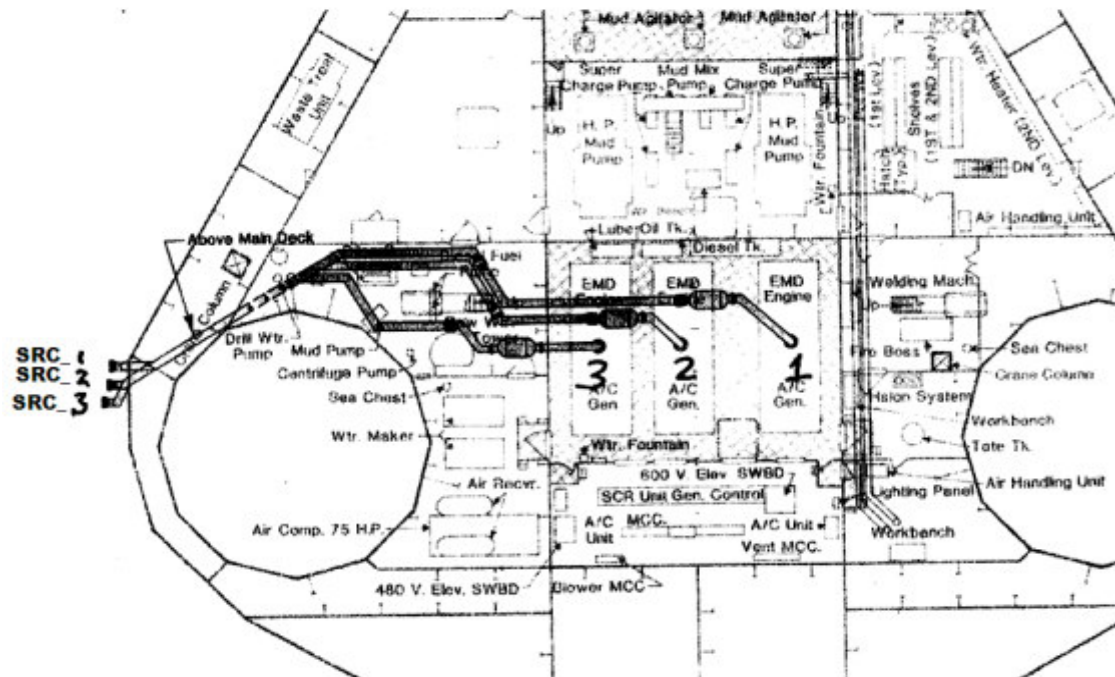 Mud Agitator
Mud Agitator
Super
Charge Pump
Mud Mix
Pump
Super
Charge Pump
Up
H. P.
Mud
Pump
H. P.
Mud
Pump
Wtr. Fountain
Up
(1st Lev.)
Shelves
(1ST & 2ND Lev.)
Wtr. Heater (2ND Lev.)
Hatch
Typ.
DN
Air Handling Unit
Waste Treat
Unit
Lube Oil Tk.
Diesel Tk.
Above Main Deck
Column
Fuel
EMD
Engine
EMD
EMD
Engine
Welding Mach.
SRC_1
SRC_2
SRC_3
Drill Wtr.
Pump
Mud Pump
Centrifuge Pump
Sea Chest
3
2
1
A/C
Gen
A/C
Gen.
A/C
Gen.
Sea Chest
Crane Column
Workbench
Tote Tk.
Air Handling Unit
Lighting Panel
Workbench
Wtr. Maker
Wtr. Fountain
Air Recvr.
600 V. Elev SWBD
SCR Unit Gen. Control
Air Comp. 75 H.P.
A/C
Unit
MCC.
A/C Unit
Vent MCC.
480 V. Elev. SWBD
Blower MCC